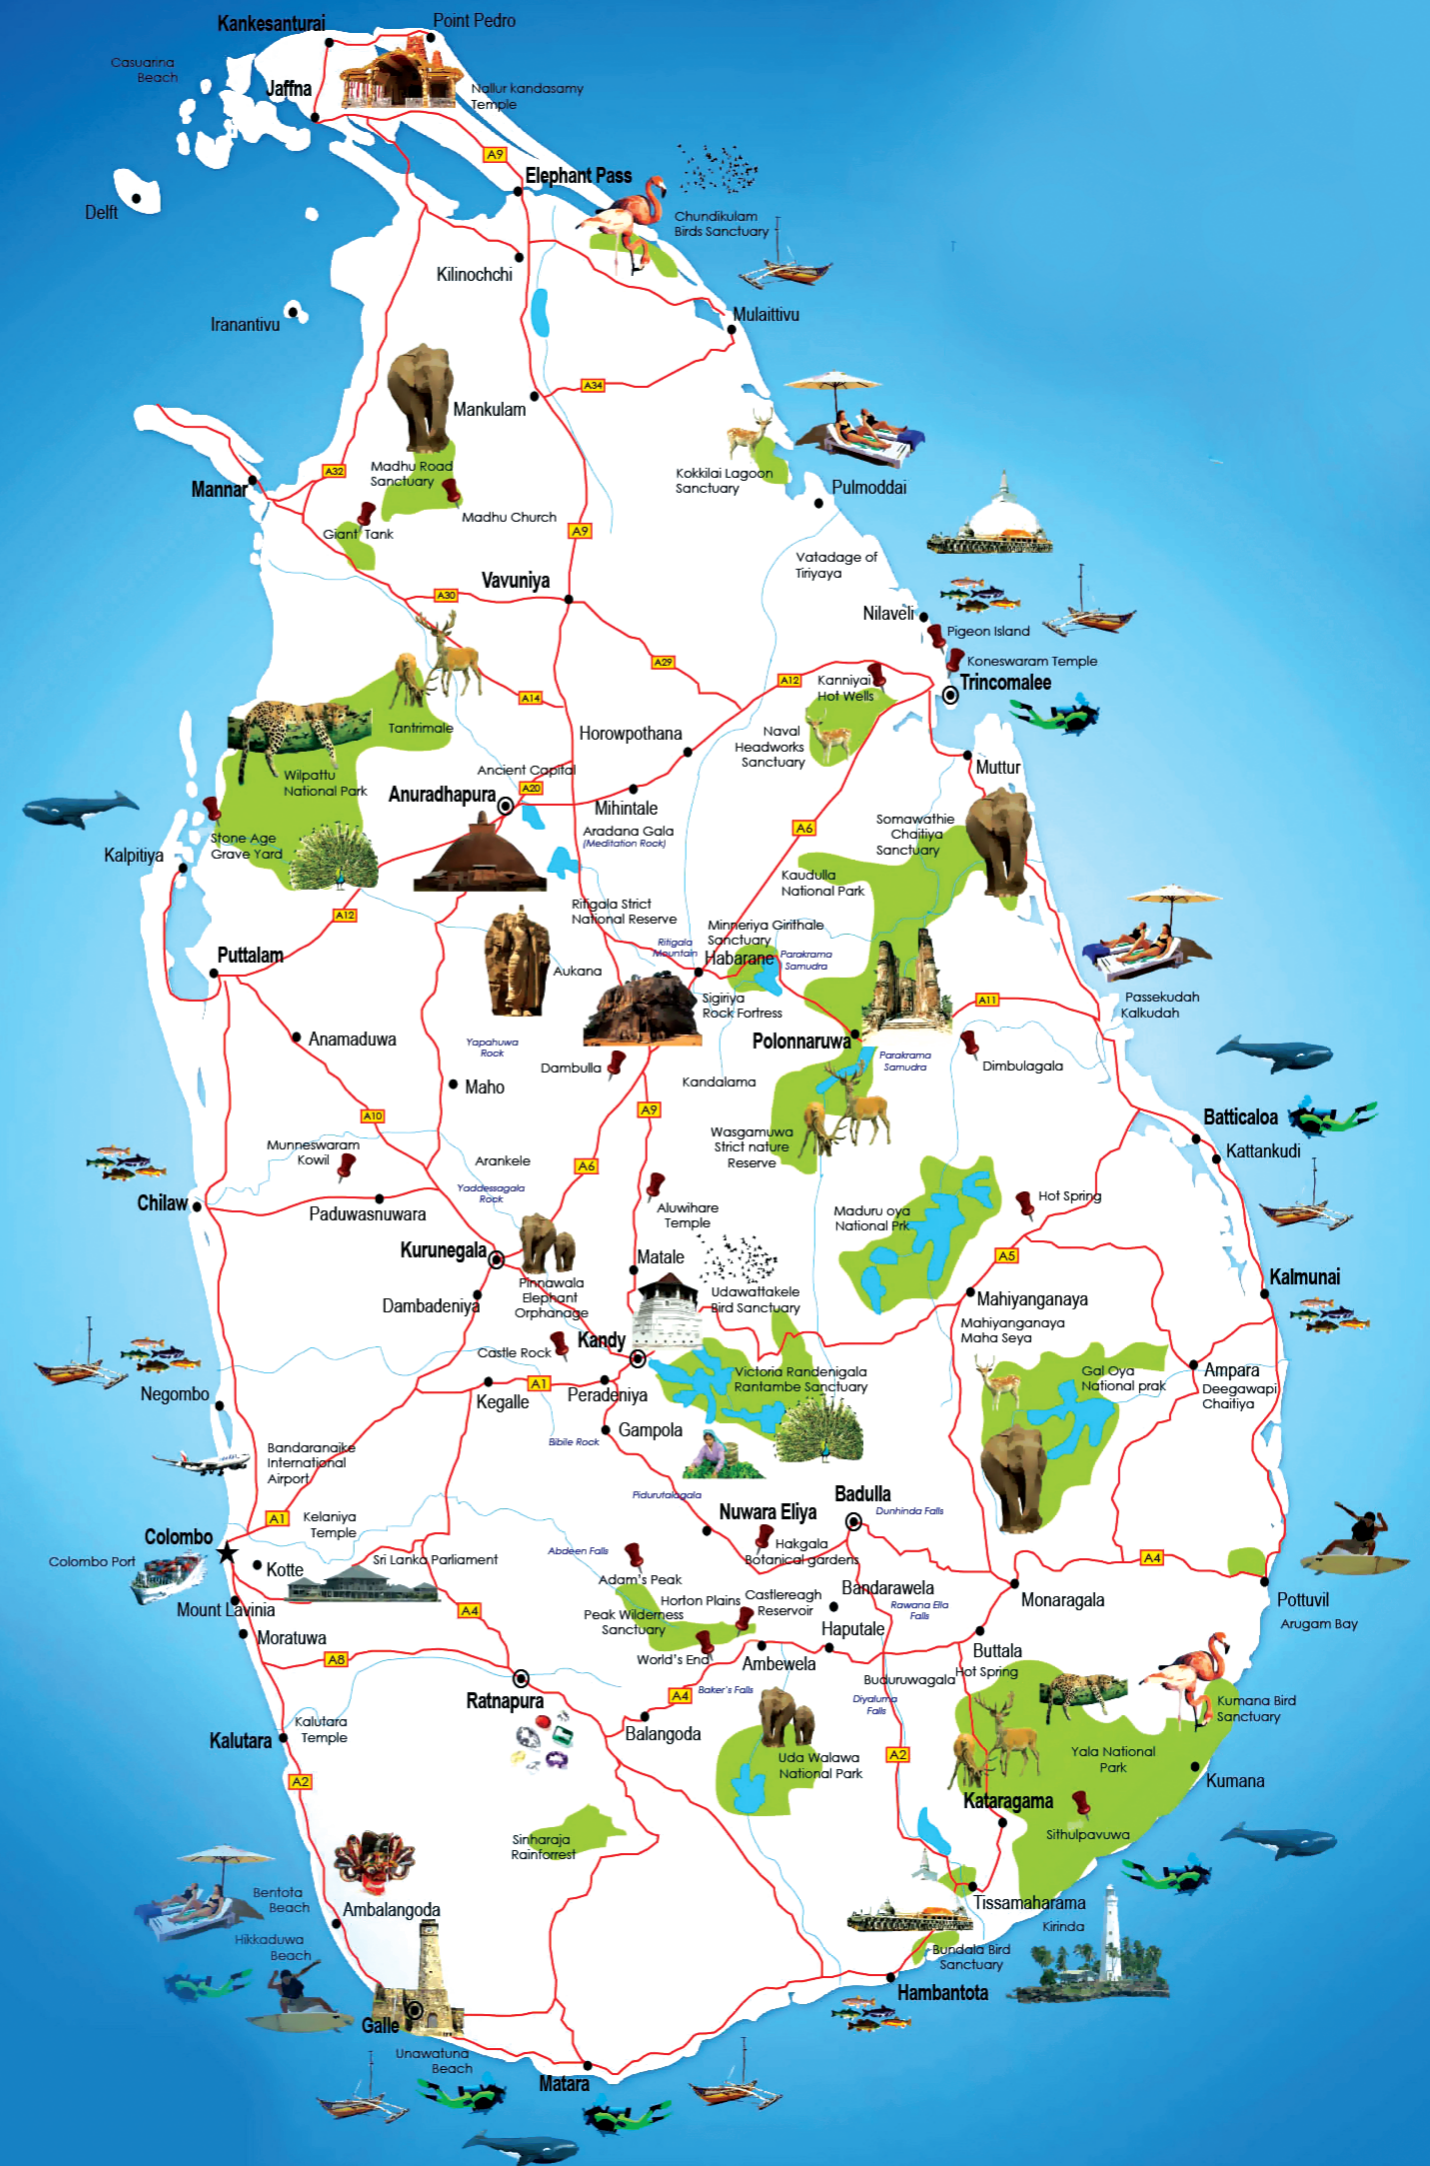 Kankesanturai
Point Pedro
Casuarina
Beach
Jaffna
Nallur kandasamy
Temple
A9
Elephant Pass
Delft
Chundikulam
Birds Sanctuary
Kilinochchi
Iranantivu
Mulaittivu
A34
Mankulam
Madhu Road
Sanctuary
A32
Mannar
Kokkilai Lagoon
Sanctuary
Pulmoddai
Madhu Church
Giant Tank
A9
Vatadage of
Tiriyaya
Vavuniya
A30
Nilaveli
Pigeon Island
Koneswaram Temple
A29
A12
Kanniyai
Hot Wells
Trincomalee
A14
Tantrimale
Horowpothana
Naval
Headworks
Sanctuary
Muttur
Ancient Capital
Wilpattu
National Park
Anuradhapura
A20
Mihintale
Aradana Gala
(Meditation Rock)
A6
Somawathie
Chaitiya
Sanctuary
Stone Age
Grave Yard
Kalpitiya
Kaudulla
National Park
A12
Ritigala Strict
National Reserve
Minneriya Girithale
Sanctuary
Ritigala
Mountain
Habarane
Parakrama
Samudra
Puttalam
Aukana
Sigiriya
Rock Fortress
A11
Passekudah
Kalkudah
Anamaduwa
Yapahuwa
Rock
Polonnaruwa
Parakrama
Samudra
Dimbulagala
Dambulla
Kandalama
Maho
A10
A9
Batticaloa
Kattankudi
Wasgamuwa
Strict nature
Reserve
Munneswaram
Kowil
Arankele
A6
Yaddessagala
Rock
Chilaw
Paduwasnuwara
Aluwihare
Temple
Maduru oya
National Prk
Hot Spring
Kurunegala
Matale
A5
Kalmunai
Pinnawala
Elephant
Orphanage
Udawattakele
Bird Sanctuary
Dambadeniya
Mahiyanganaya
Mahiyanganaya
Maha Seya
Castle Rock
Kandy
Victoria Randenigala
Rantambe Sanctuary
Gal Oya
National prak
Ampara
Deegawapi
Chaitiya
Negombo
A1
Kegalle
Peradeniya
Gampola
Bibile Rock
Bandaranaike
International
Airport
Pidurutalagala
Badulla
Dunhinda Falls
Nuwara Eliya
A1
Kelaniya
Temple
Colombo
Colombo Port
Kotte
Sri Lanka Parliament
Abdeen Falls
Hakgala
Botanical gardens
A4
Adam's Peak
Mount Lavinia
Horton Plains
Castlereagh
Reservoir
Bandarawela
Rawana Ella
Falls
Monaragala
Pottuvil
Arugam Bay
A4
Peak Wilderness
Sanctuary
Moratuwa
Haputale
Buttala
A8
World's End
Ambewela
Buduruwagala
Hot Spring
Ratnapura
A4
Baker's Falls
Diyaluma
Falls
Kumana Bird
Sanctuary
Kalutara
Kalutara
Temple
Balangoda
A2
Uda Walawa
National Park
Yala National
Park
Kumana
A2
Kataragama
Sithulpavuwa
Sinharaja
Rainforrest
Bentota
Beach
Ambalangoda
Tissamaharama
Kirinda
Hikkaduwa
Beach
Bundala Bird
Sanctuary
Hambantota
Galle
Unawatuna
Beach
Matara